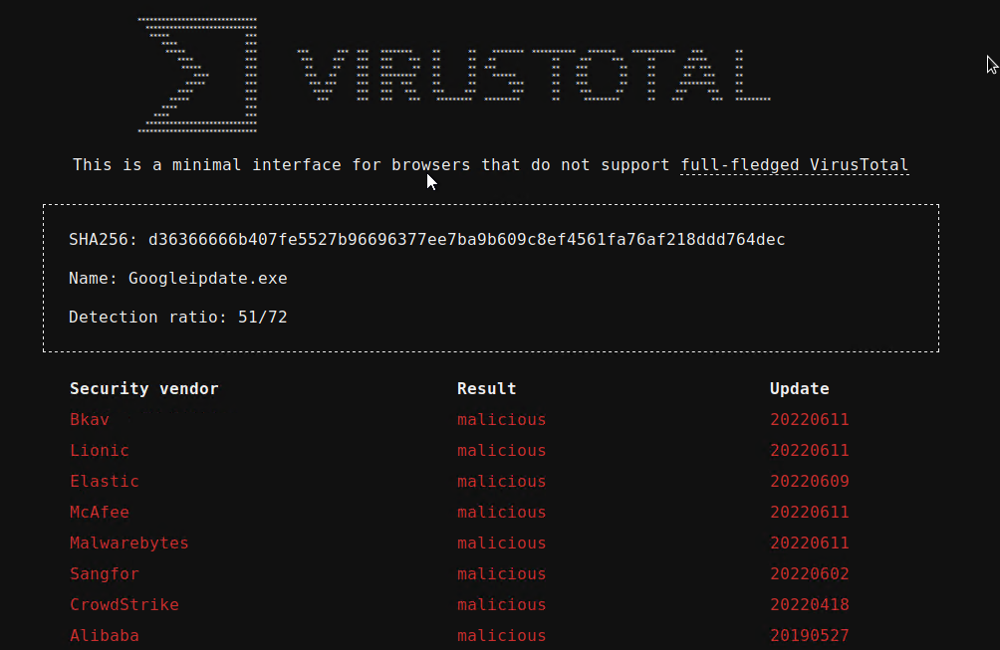 VIRUSTOTAL
This is a minimal interface for browsers that do not support full-fledged VirusTotal
SHA256: d36366666b407fe5527b96696377ee7ba9b609c8ef4561fa76af218ddd764dec
Name: Googleipdate.exe
Detection ratio: 51/72
Security vendor Result Update
Bkav malicious 20220611
Lionic malicious 20220611
Elastic malicious 20220609
McAfee malicious 20220611
Malwarebytes malicious 20220611
Sangfor malicious 20220602
CrowdStrike malicious 20220418
Alibaba malicious 20190527